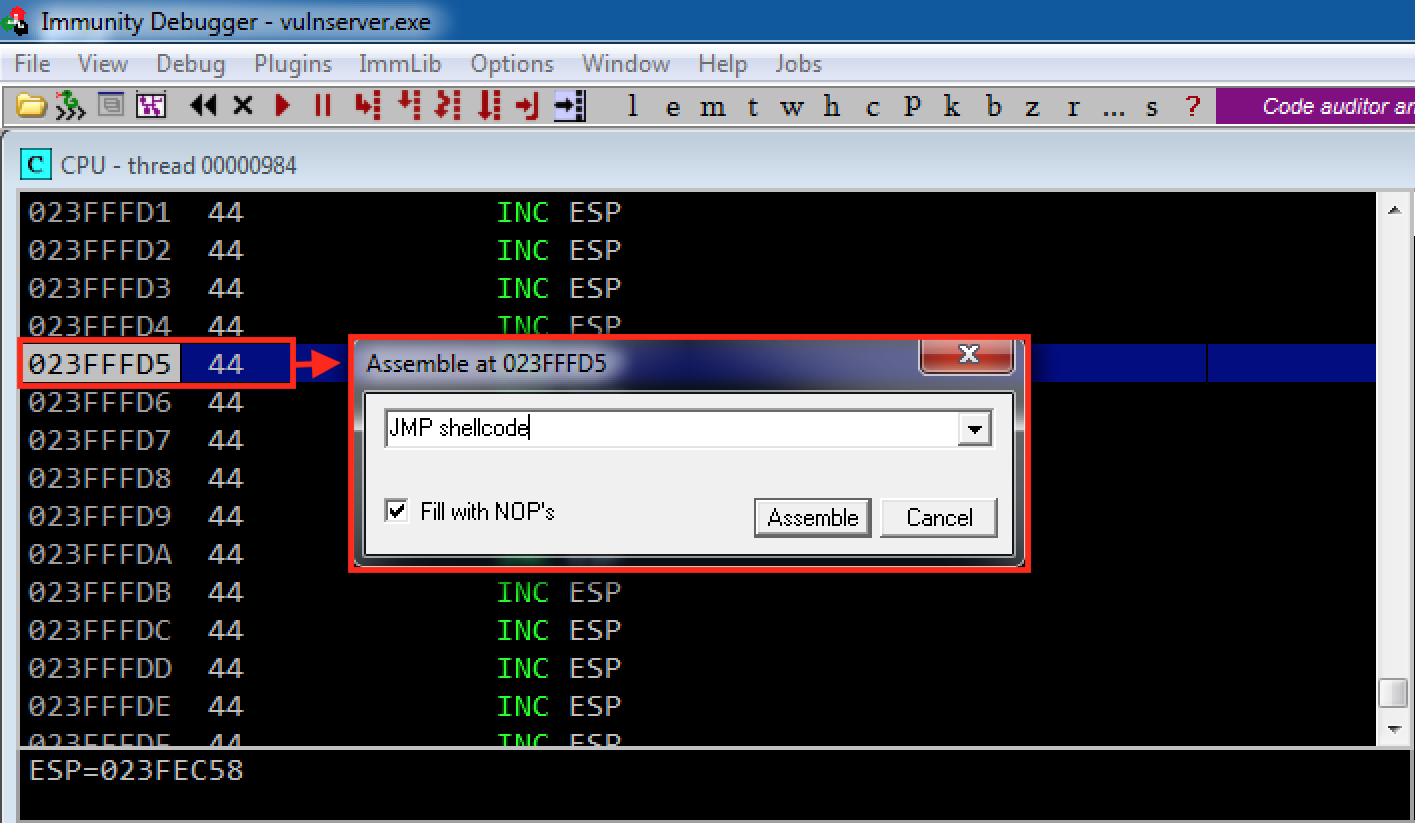 Immunity Debugger - vulnserver.exe
File View Debug Plugins ImmLib Options Window Help Jobs
l e m t w h c P k b z r ... s ? Code auditor an
C CPU - thread 00000984
023FFFD1 44 INC ESP
023FFFD2 44 INC ESP
023FFFD3 44 INC ESP
023FFFD4 44 INC ESP
023FFFD5 44
Assemble at 023FFFD5
023FFFD6 44
JMP shellcode
023FFFD7 44
023FFFD8 44
023FFFD9 44
Fill with NOP's Assemble Cancel
023FFFDA 44
023FFFDB 44 INC ESP
023FFFDC 44 INC ESP
023FFFDD 44 INC ESP
023FFFDE 44 INC ESP
023FFFDF 44 INC ESP
ESP=023FEC58